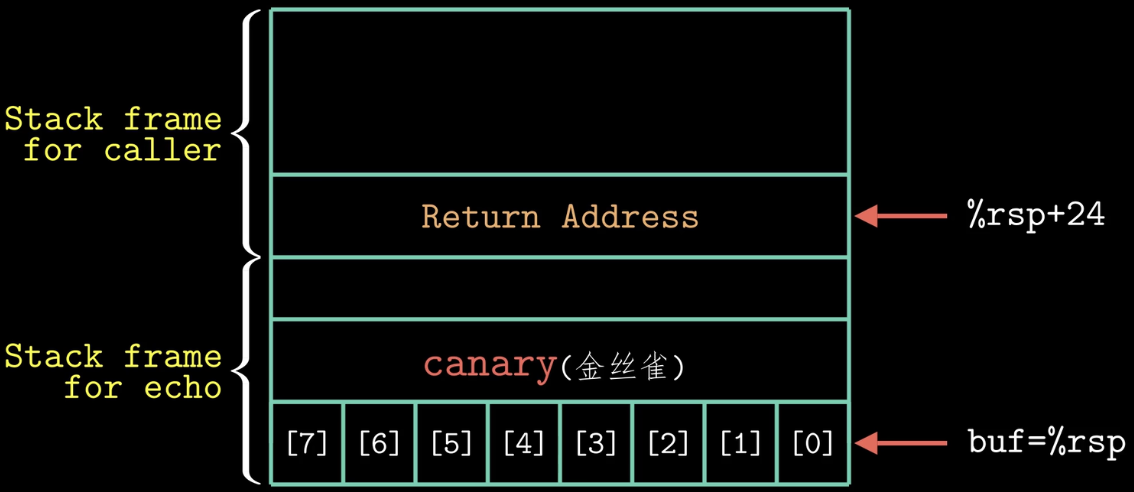 Stack frame
for caller
Return Address
%rsp+24
Stack frame
for echo
canary(金丝雀)
[7] [6] [5] [4] [3] [2] [1] [0]
buf=%rsp